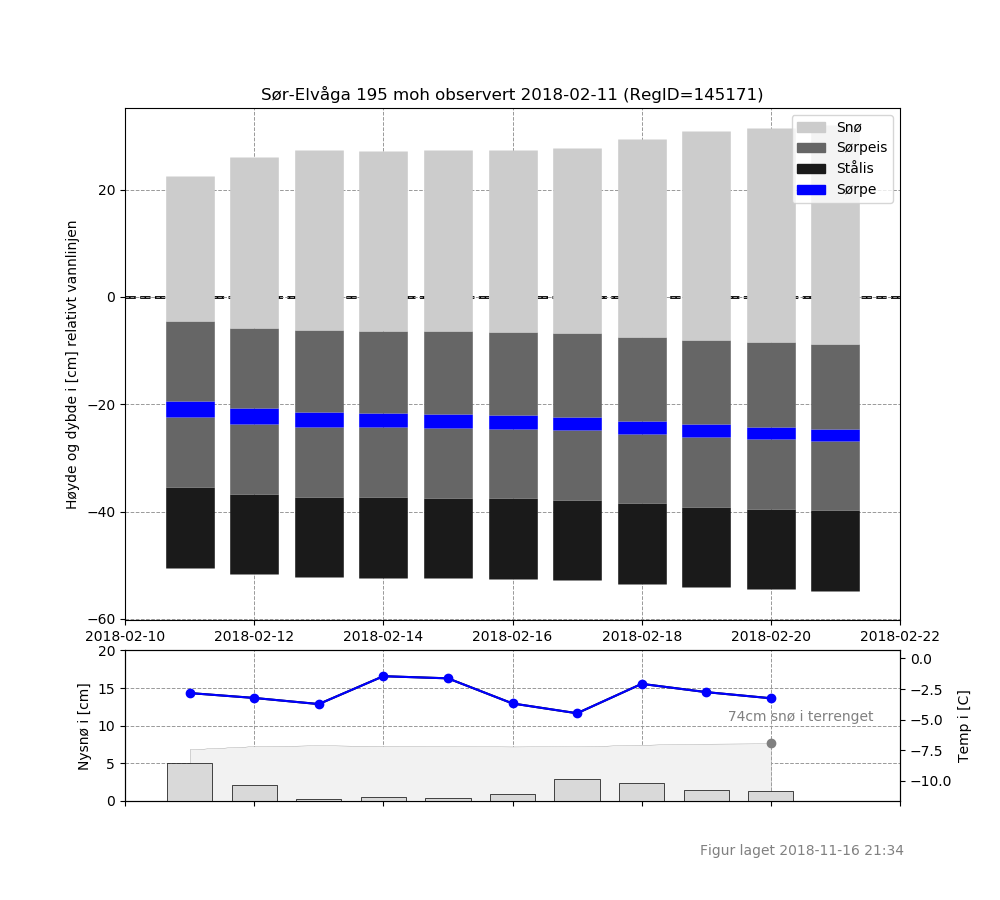 Sør-Elvåga 195 moh observert 2018-02-11 (RegID=145171)
Høyde og dybde i [cm] relativt vannlinjen
20
0
−20
−40
−60
Snø
Sørpeis
Stålis
Sørpe
2018-02-10 2018-02-12 2018-02-14 2018-02-16 2018-02-18 2018-02-20 2018-02-22
Nysnø i [cm]
20
15
10
5
0
74cm snø i terrenget
0.0
−2.5
−5.0
−7.5
−10.0
Temp i [C]
Figur laget 2018-11-16 21:34